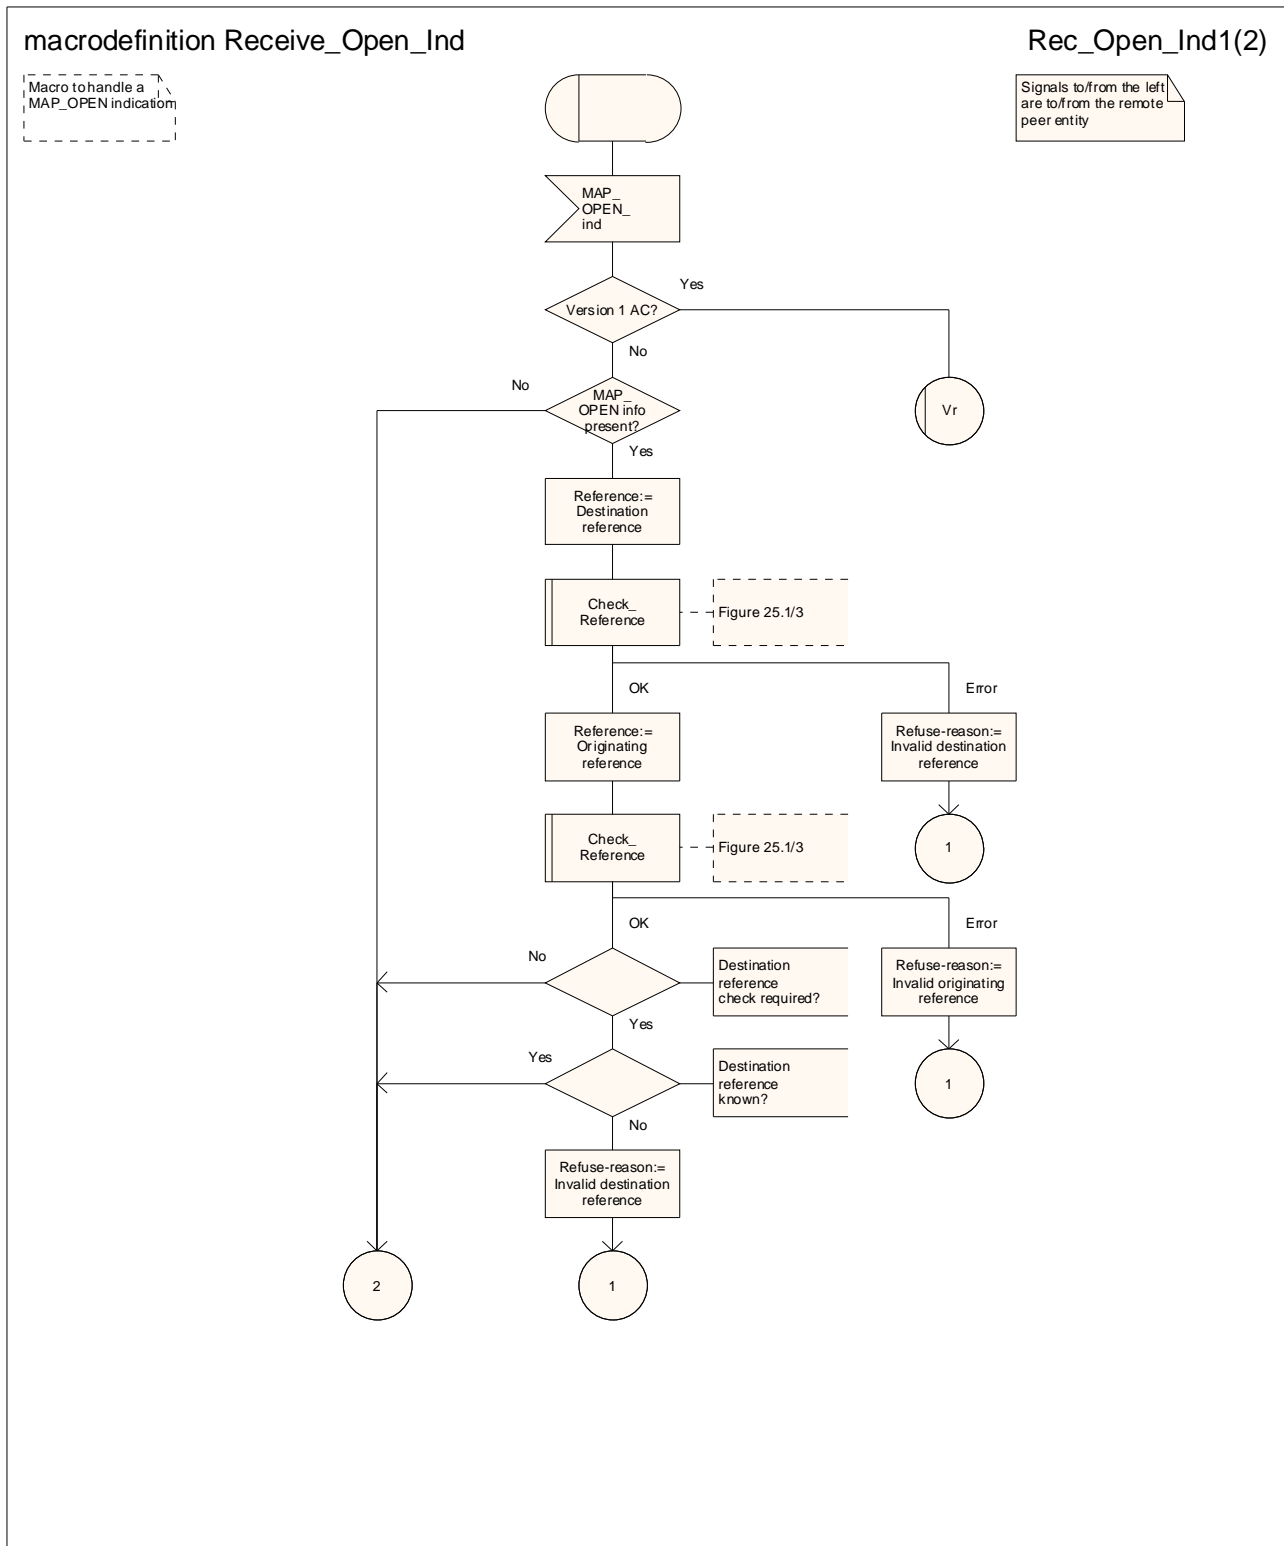 macrodefinition Receive_Open_Ind
Rec_Open_Ind1(2)
Macro to handle a
MAP_OPEN indication
Signals to/from the left
are to/from the remote
peer entity
MAP_
OPEN_
ind
Yes
Version 1 AC?
No
No
MAP_
OPEN info
present?
Vr
Yes
Reference:=
Destination
reference
Check_
Reference
Figure 25.1/3
OK
Error
Reference:=
Originating
reference
Refuse-reason:=
Invalid destination
reference
Check_
Reference
Figure 25.1/3
1
OK
Error
No
Destination
reference
check required?
Refuse-reason:=
Invalid originating
reference
Yes
Yes
Destination
reference
known?
1
No
Refuse-reason:=
Invalid destination
reference
2
1